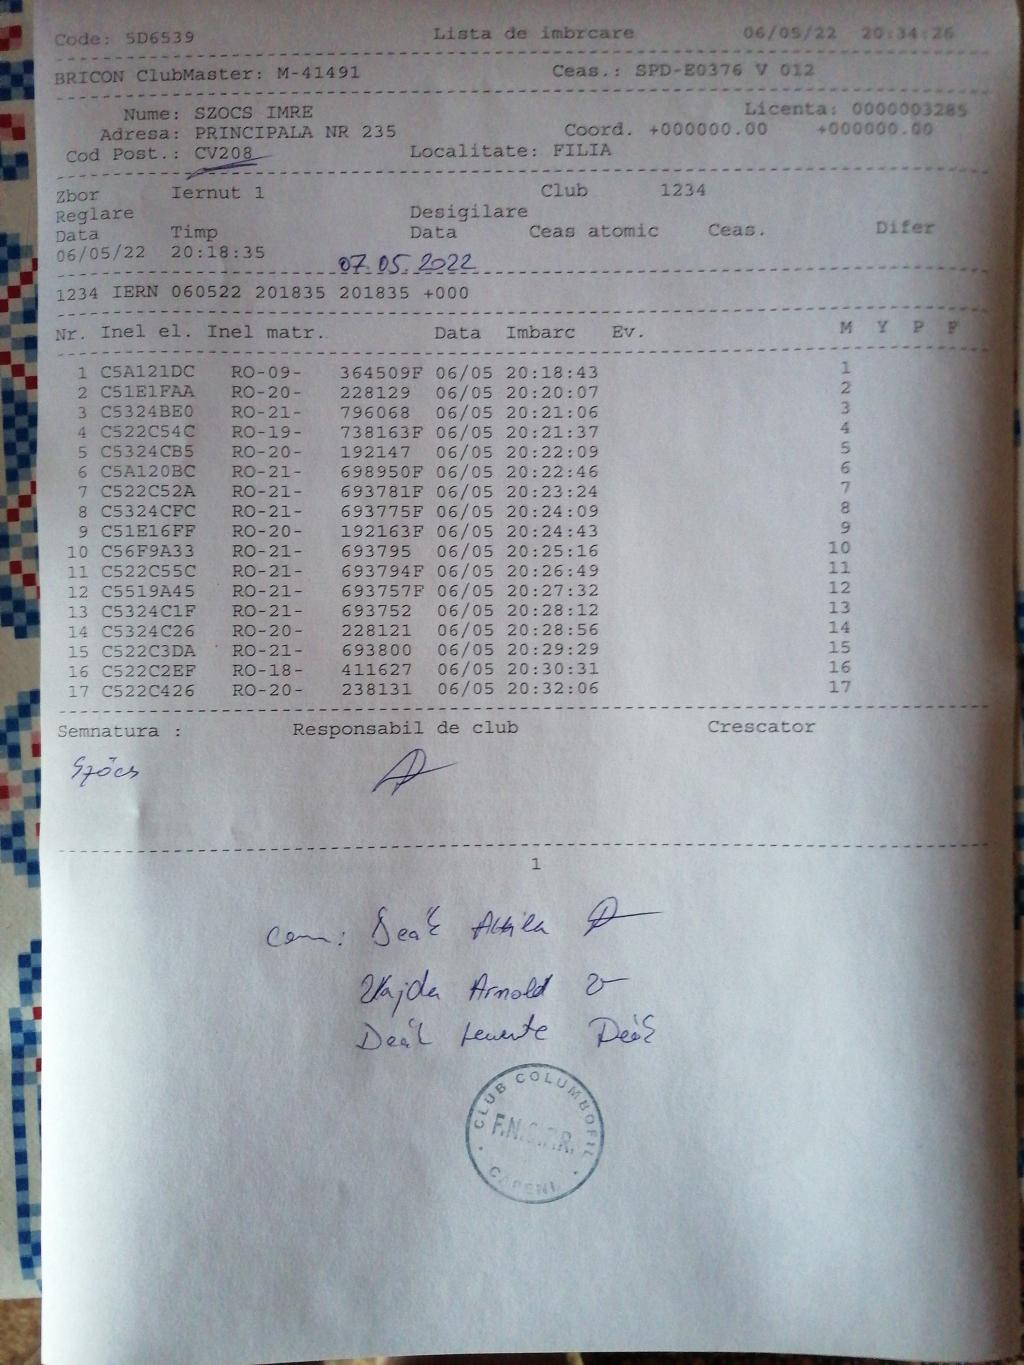 Code: 5D6539 Lista de imbrcare 06/05/22 20:34:26
BRICON ClubMaster: M-41491 Ceas.: SPD-E0376 V 012
Nume: SZOCS IMRE Licenta: 0000003285
Adresa: PRINCIPALA NR 235 Coord. +000000.00 +000000.00
Cod Post.: CV208 Localitate: FILIA
Zbor Iernut 1 Club 1234
Reglare Desigilare
Data Timp Data Ceas atomic Ceas. Difer
06/05/22 20:18:35
07.05.2022
1234 IERN 060522 201835 201835 +000
Nr. Inel el. Inel matr. Data Imbarc Ev. M Y P F
1 C5A121DC RO-09- 364509F 06/05 20:18:43 1
2 C51E1FAA RO-20- 228129 06/05 20:20:07 2
3 C5324BE0 RO-21- 796068 06/05 20:21:06 3
4 C522C54C RO-19- 738163F 06/05 20:21:37 4
5 C5324CB5 RO-20- 192147 06/05 20:22:09 5
6 C5A120BC RO-21- 698950F 06/05 20:22:46 6
7 C522C52A RO-21- 693781F 06/05 20:23:24 7
8 C5324CFC RO-21- 693775F 06/05 20:24:09 8
9 C51E16FF RO-20- 192163F 06/05 20:24:43 9
10 C56F9A33 RO-21- 693795 06/05 20:25:16 10
11 C522C55C RO-21- 693794F 06/05 20:26:49 11
12 C5519A45 RO-21- 693757F 06/05 20:27:32 12
13 C5324C1F RO-21- 693752 06/05 20:28:12 13
14 C5324C26 RO-20- 228121 06/05 20:28:56 14
15 C522C3DA RO-21- 693800 06/05 20:29:29 15
16 C522C2EF RO-18- 411627 06/05 20:30:31 16
17 C522C426 RO-20- 238131 06/05 20:32:06 17
Semnatura : Responsabil de club Crescator
Szőcs
1
Deák Attila
Vajda Arnold
Deák Levente Deák
CLUB COLUMBOFIL
CAPENI